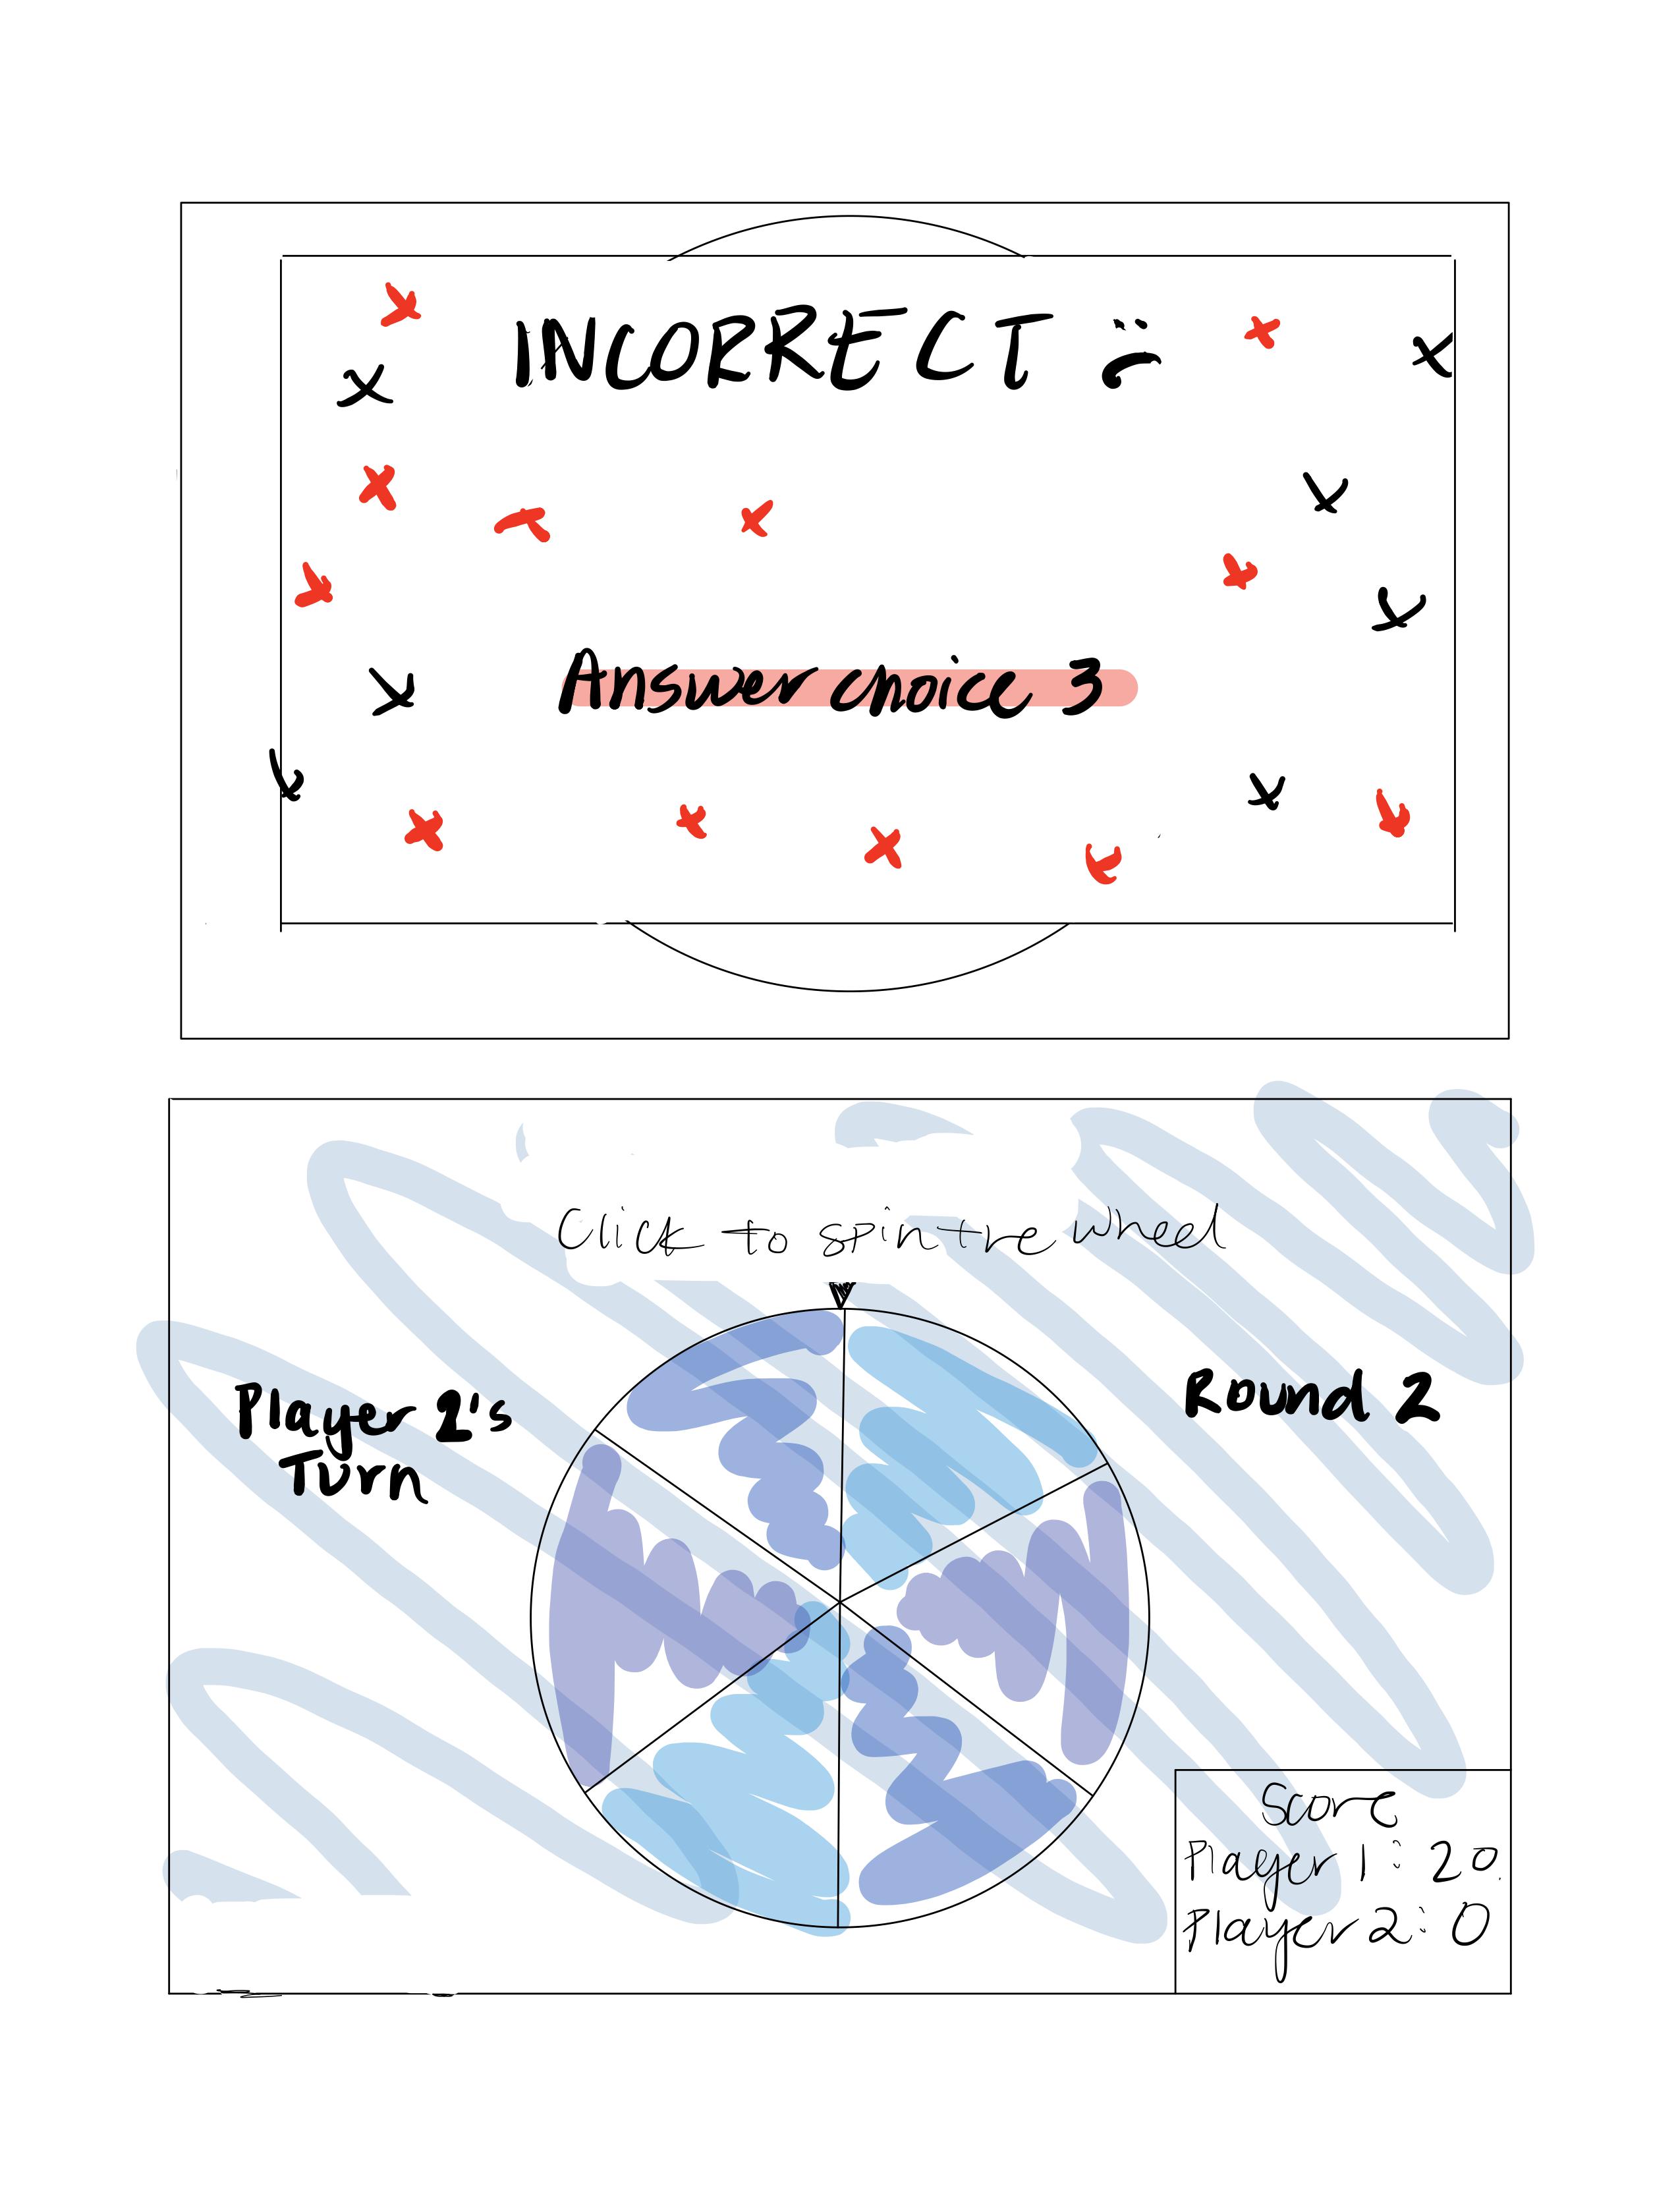 INCORRECT :(
Answer choice 3
Click to spin the wheel
Player 2's
Turn
Round 2
Score
Player 1: 20
Player 2: 0